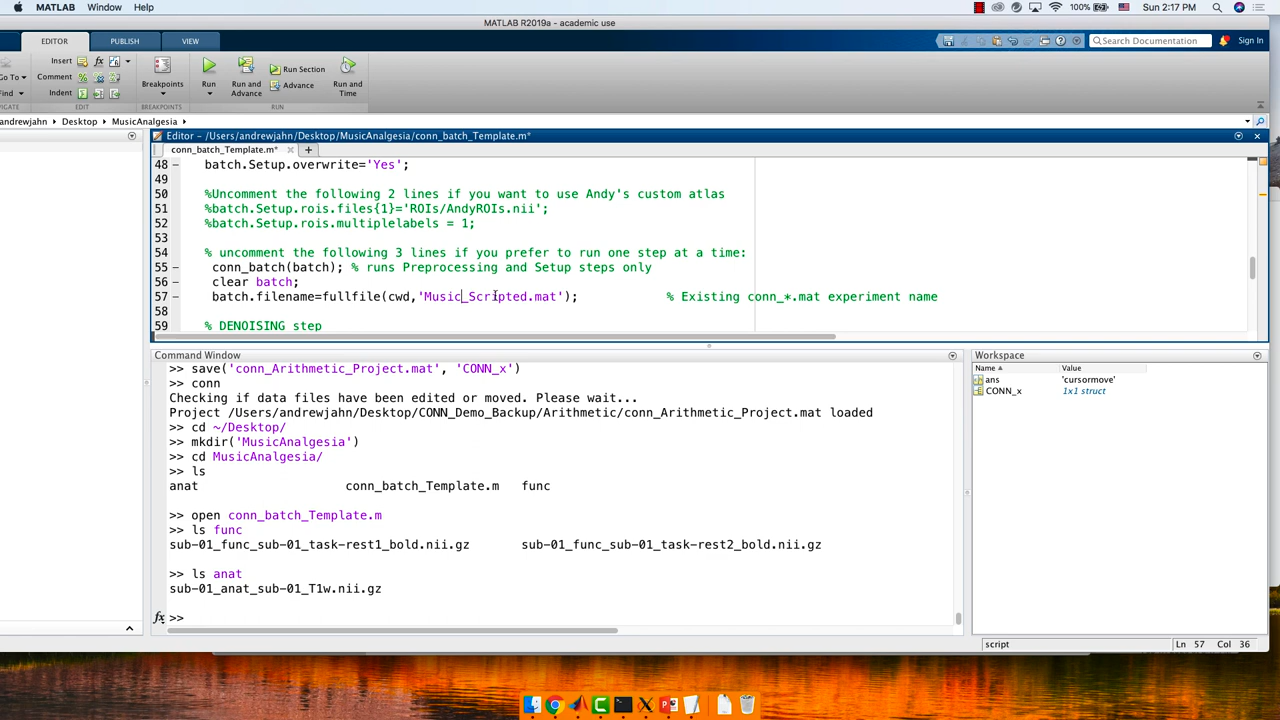 MATLAB Window Help 100% Sun 2:17 PM
MATLAB R2019a - academic use
EDITOR PUBLISH VIEW Search Documentation Sign In
Go To Insert fx Run Section
Comment % Breakpoints Run Run and Advance Advance Run and Time
Find Indent
EDIT BREAKPOINTS RUN
andrewjahn › Desktop › MusicAnalgesia ›
Editor - /Users/andrewjahn/Desktop/MusicAnalgesia/conn_batch_Template.m*
conn_batch_Template.m* × +
48 – batch.Setup.overwrite='Yes';
49
50 %Uncomment the following 2 lines if you want to use Andy's custom atlas
51 %batch.Setup.rois.files{1}='ROIs/AndyROIs.nii';
52 %batch.Setup.rois.multiplelabels = 1;
53
54 % uncomment the following 3 lines if you prefer to run one step at a time:
55 – conn_batch(batch); % runs Preprocessing and Setup steps only
56 – clear batch;
57 – batch.filename=fullfile(cwd,'Music_Scripted.mat'); % Existing conn_*.mat experiment name
58
59 % DENOISING step
Command Window
>> save('conn_Arithmetic_Project.mat', 'CONN_x')
>> conn
Checking if data files have been edited or moved. Please wait...
Project /Users/andrewjahn/Desktop/CONN_Demo_Backup/Arithmetic/conn_Arithmetic_Project.mat loaded
>> cd ~/Desktop/
>> mkdir('MusicAnalgesia')
>> cd MusicAnalgesia/
>> ls
anat conn_batch_Template.m func
>> open conn_batch_Template.m
>> ls func
sub-01_func_sub-01_task-rest1_bold.nii.gz sub-01_func_sub-01_task-rest2_bold.nii.gz
>> ls anat
sub-01_anat_sub-01_T1w.nii.gz
fx >>
Workspace
Name Value
ans 'cursormove'
CONN_x 1x1 struct
script Ln 57 Col 36